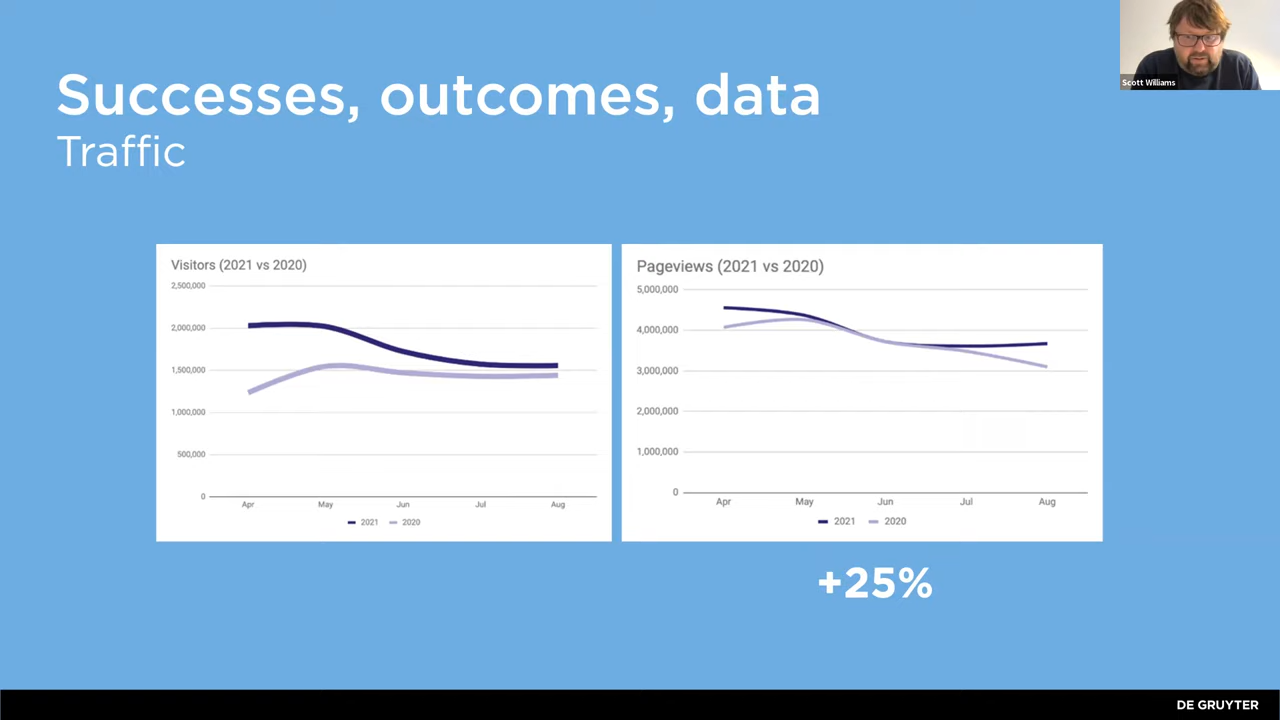 Scott Williams
Successes, outcomes, data
Traffic
Visitors (2021 vs 2020)
2,500,000
2,000,000
1,500,000
1,000,000
500,000
0
Apr May Jun Jul Aug
2021 2020
Pageviews (2021 vs 2020)
5,000,000
4,000,000
3,000,000
2,000,000
1,000,000
0
Apr May Jun Jul Aug
2021 2020
+25%
DE GRUYTER